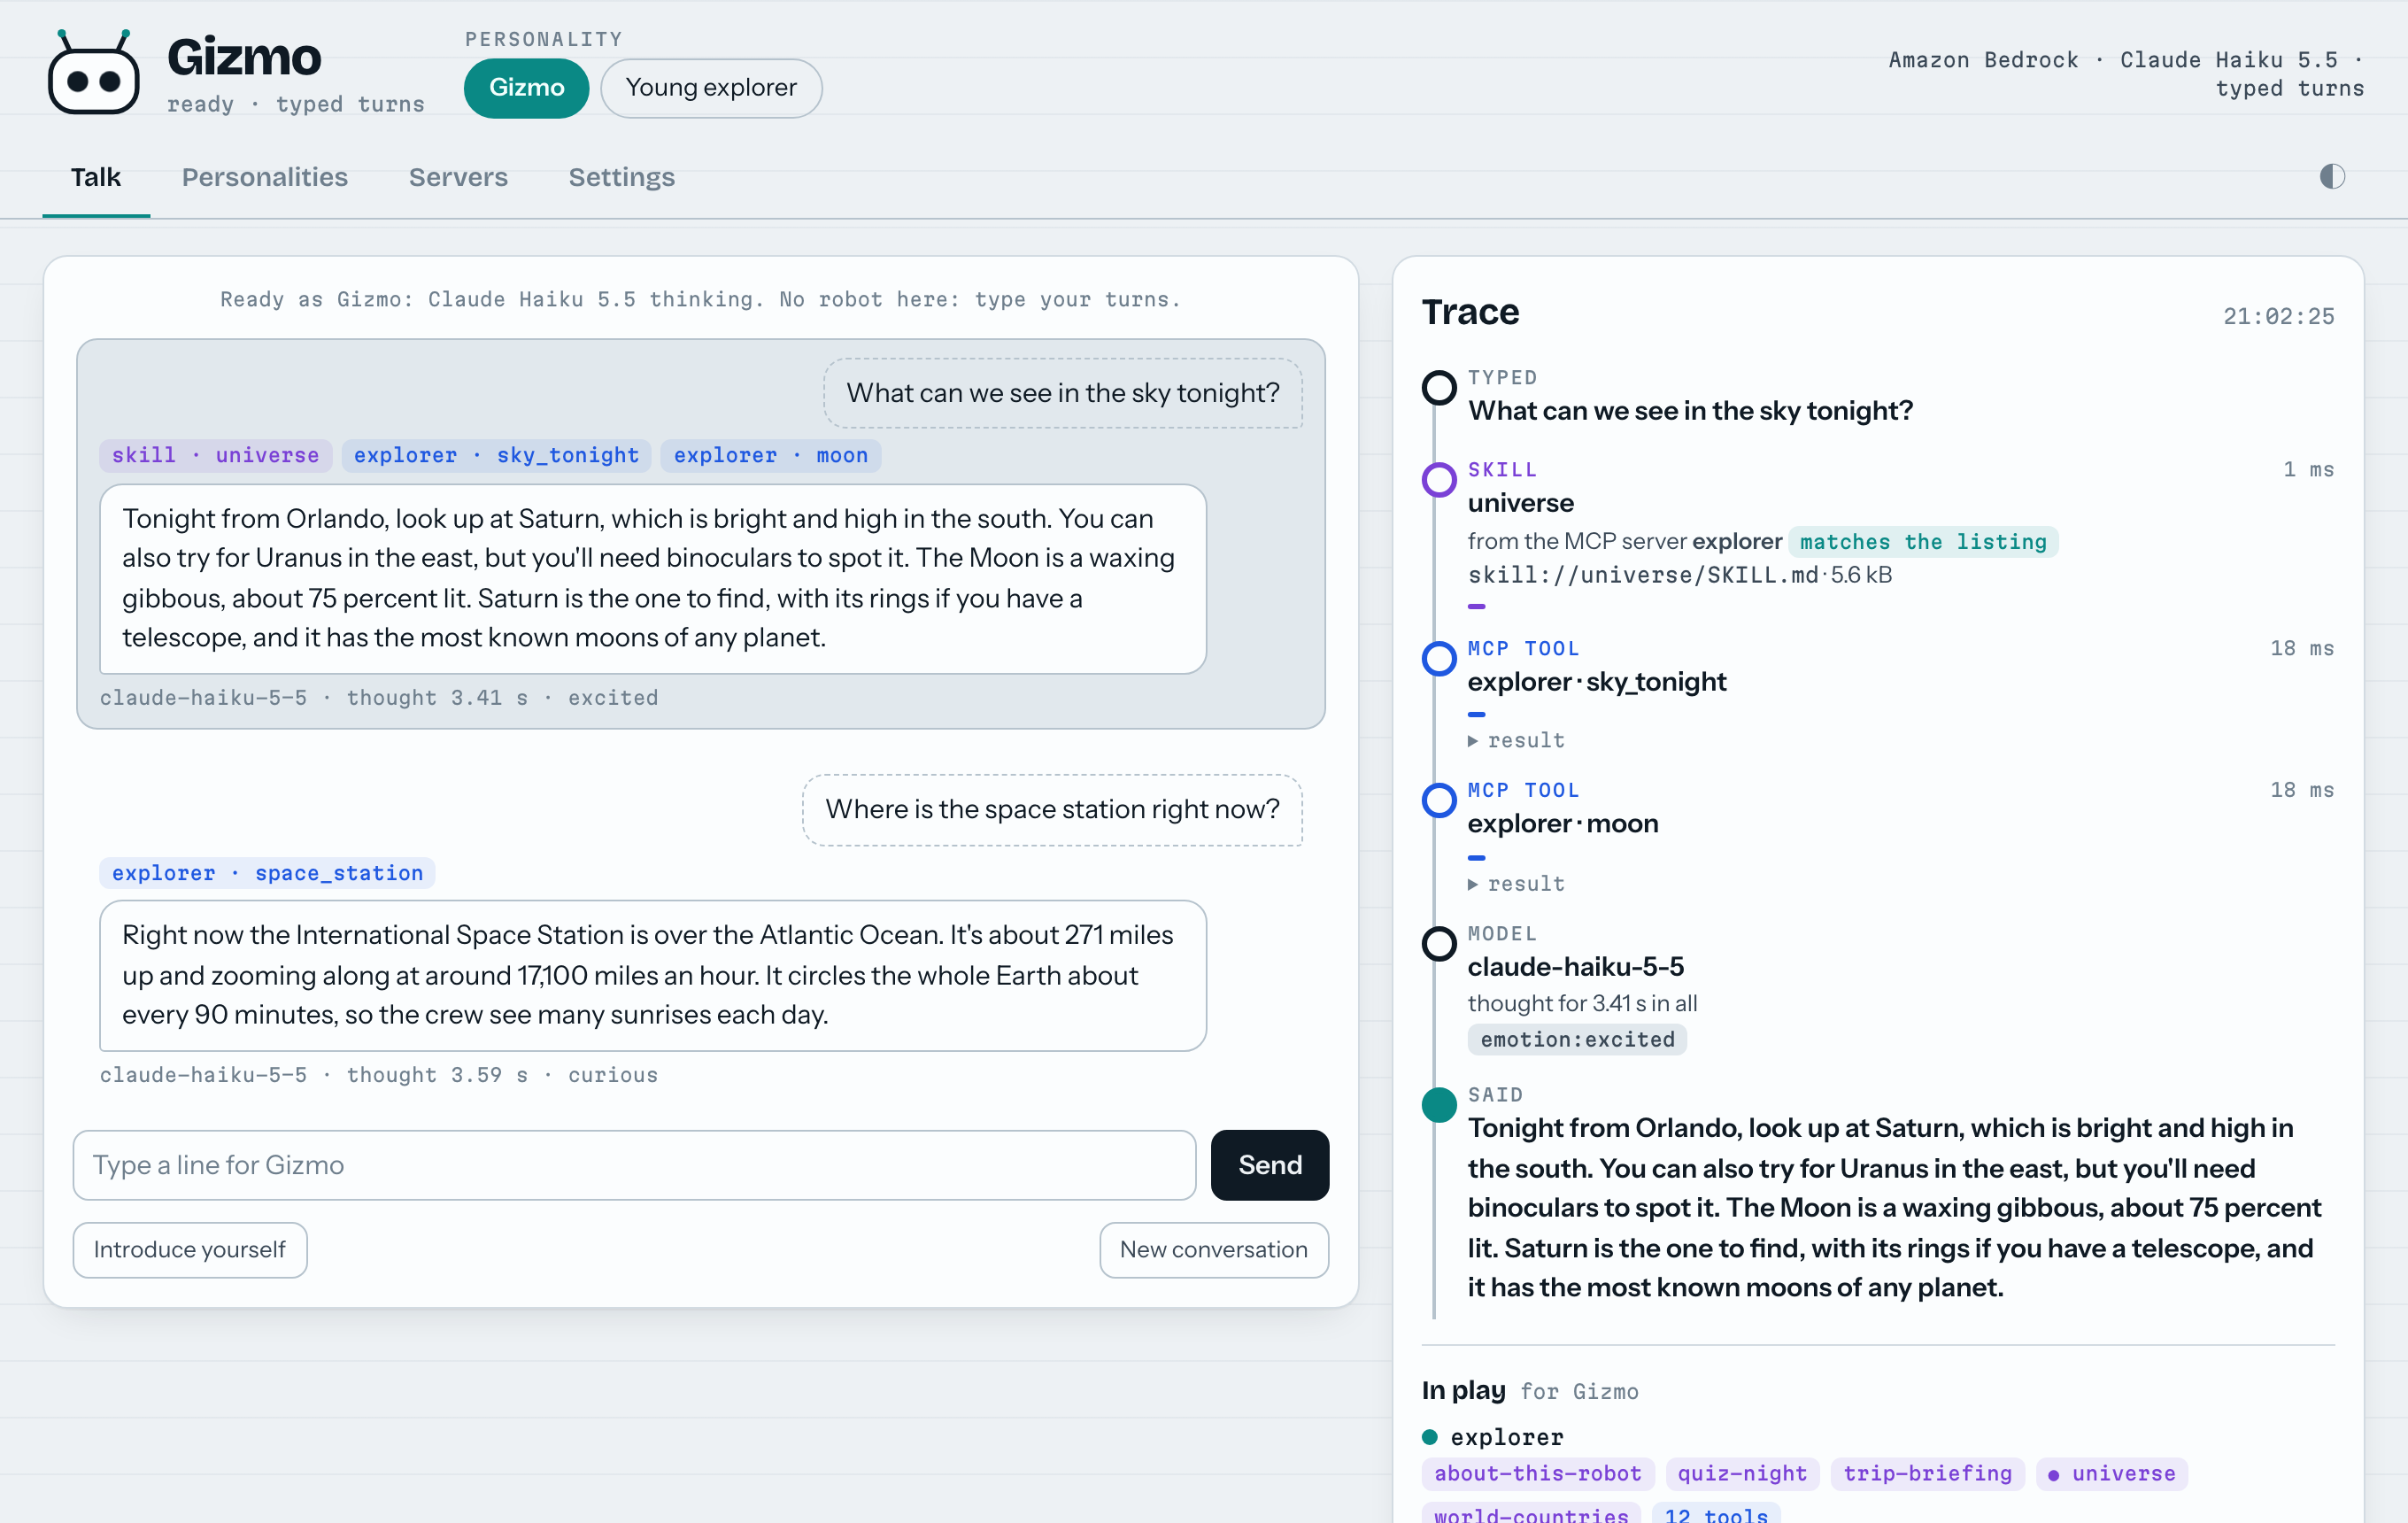 Gizmo
ready · typed turns
PERSONALITY
Gizmo
Young explorer
Amazon Bedrock · Claude Haiku 5.5 ·
typed turns
Talk
Personalities
Servers
Settings
Ready as Gizmo: Claude Haiku 5.5 thinking. No robot here: type your turns.
What can we see in the sky tonight?
skill · universe
explorer · sky_tonight
explorer · moon
Tonight from Orlando, look up at Saturn, which is bright and high in the south. You can
also try for Uranus in the east, but you'll need binoculars to spot it. The Moon is a waxing
gibbous, about 75 percent lit. Saturn is the one to find, with its rings if you have a
telescope, and it has the most known moons of any planet.
claude-haiku-5-5 · thought 3.41 s · excited
Where is the space station right now?
explorer · space_station
Right now the International Space Station is over the Atlantic Ocean. It's about 271 miles
up and zooming along at around 17,100 miles an hour. It circles the whole Earth about
every 90 minutes, so the crew see many sunrises each day.
claude-haiku-5-5 · thought 3.59 s · curious
Type a line for Gizmo
Send
Introduce yourself
New conversation
Trace
21:02:25
TYPED
What can we see in the sky tonight?
SKILL
1 ms
universe
from the MCP server explorer matches the listing
skill://universe/SKILL.md · 5.6 kB
MCP TOOL
18 ms
explorer · sky_tonight
result
MCP TOOL
18 ms
explorer · moon
result
MODEL
claude-haiku-5-5
thought for 3.41 s in all
emotion:excited
SAID
Tonight from Orlando, look up at Saturn, which is bright and high in
the south. You can also try for Uranus in the east, but you'll need
binoculars to spot it. The Moon is a waxing gibbous, about 75 percent
lit. Saturn is the one to find, with its rings if you have a telescope, and
it has the most known moons of any planet.
In play for Gizmo
explorer
about-this-robot
quiz-night
trip-briefing
universe
world-countries
12 tools